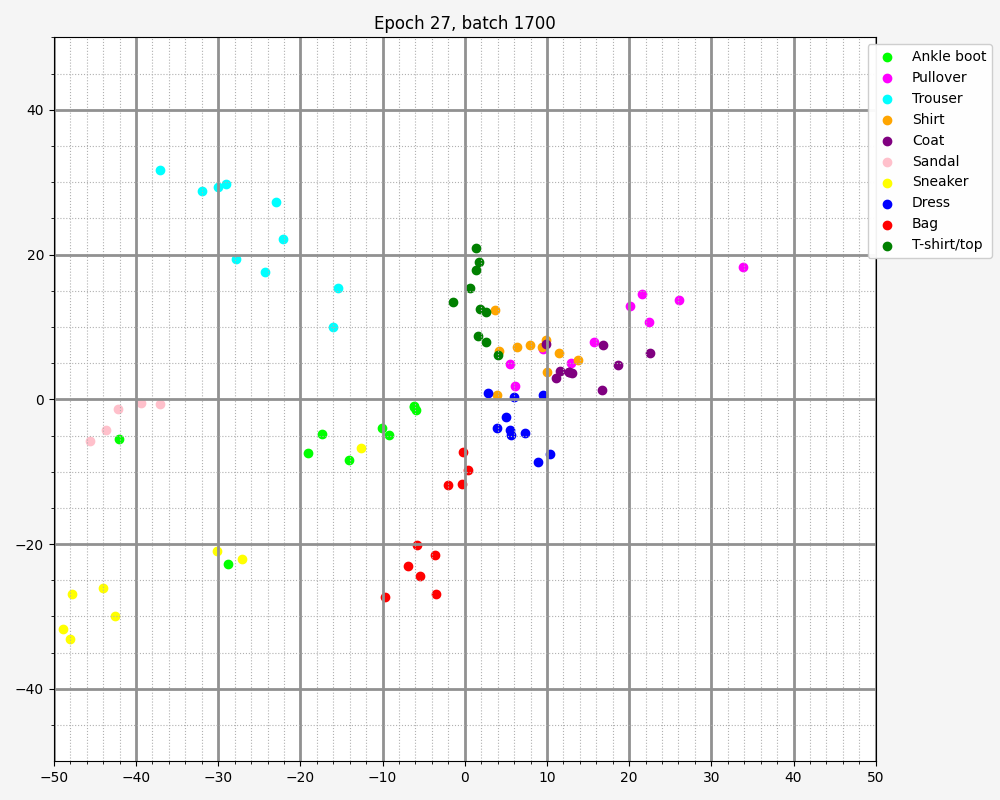 Epoch 27, batch 1700
Ankle boot
Pullover
Trouser
Shirt
Coat
Sandal
Sneaker
Dress
Bag
T-shirt/top
40
20
0
−20
−40
−50 −40 −30 −20 −10 0 10 20 30 40 50